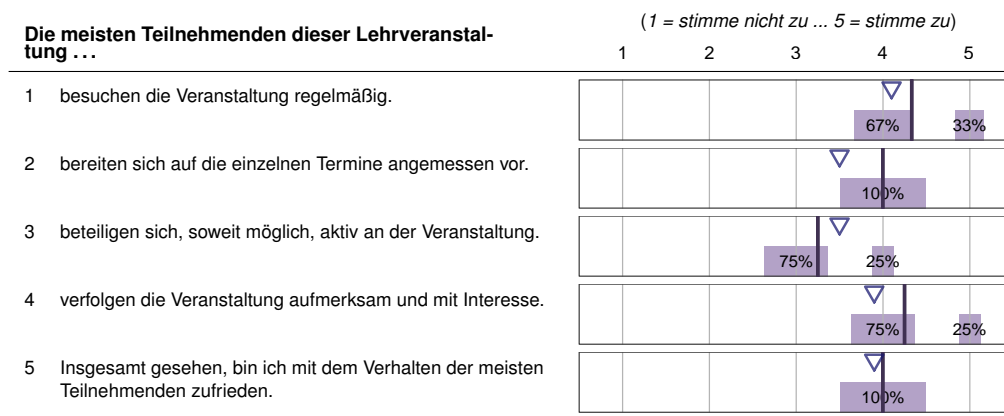 (1 = stimme nicht zu ... 5 = stimme zu)
Die meisten Teilnehmenden dieser Lehrveranstal-
tung ...
1 2 3 4 5
1 besuchen die Veranstaltung regelmäßig.
67% 33%
2 bereiten sich auf die einzelnen Termine angemessen vor.
100%
3 beteiligen sich, soweit möglich, aktiv an der Veranstaltung.
75% 25%
4 verfolgen die Veranstaltung aufmerksam und mit Interesse.
75% 25%
5 Insgesamt gesehen, bin ich mit dem Verhalten der meisten
Teilnehmenden zufrieden.
100%